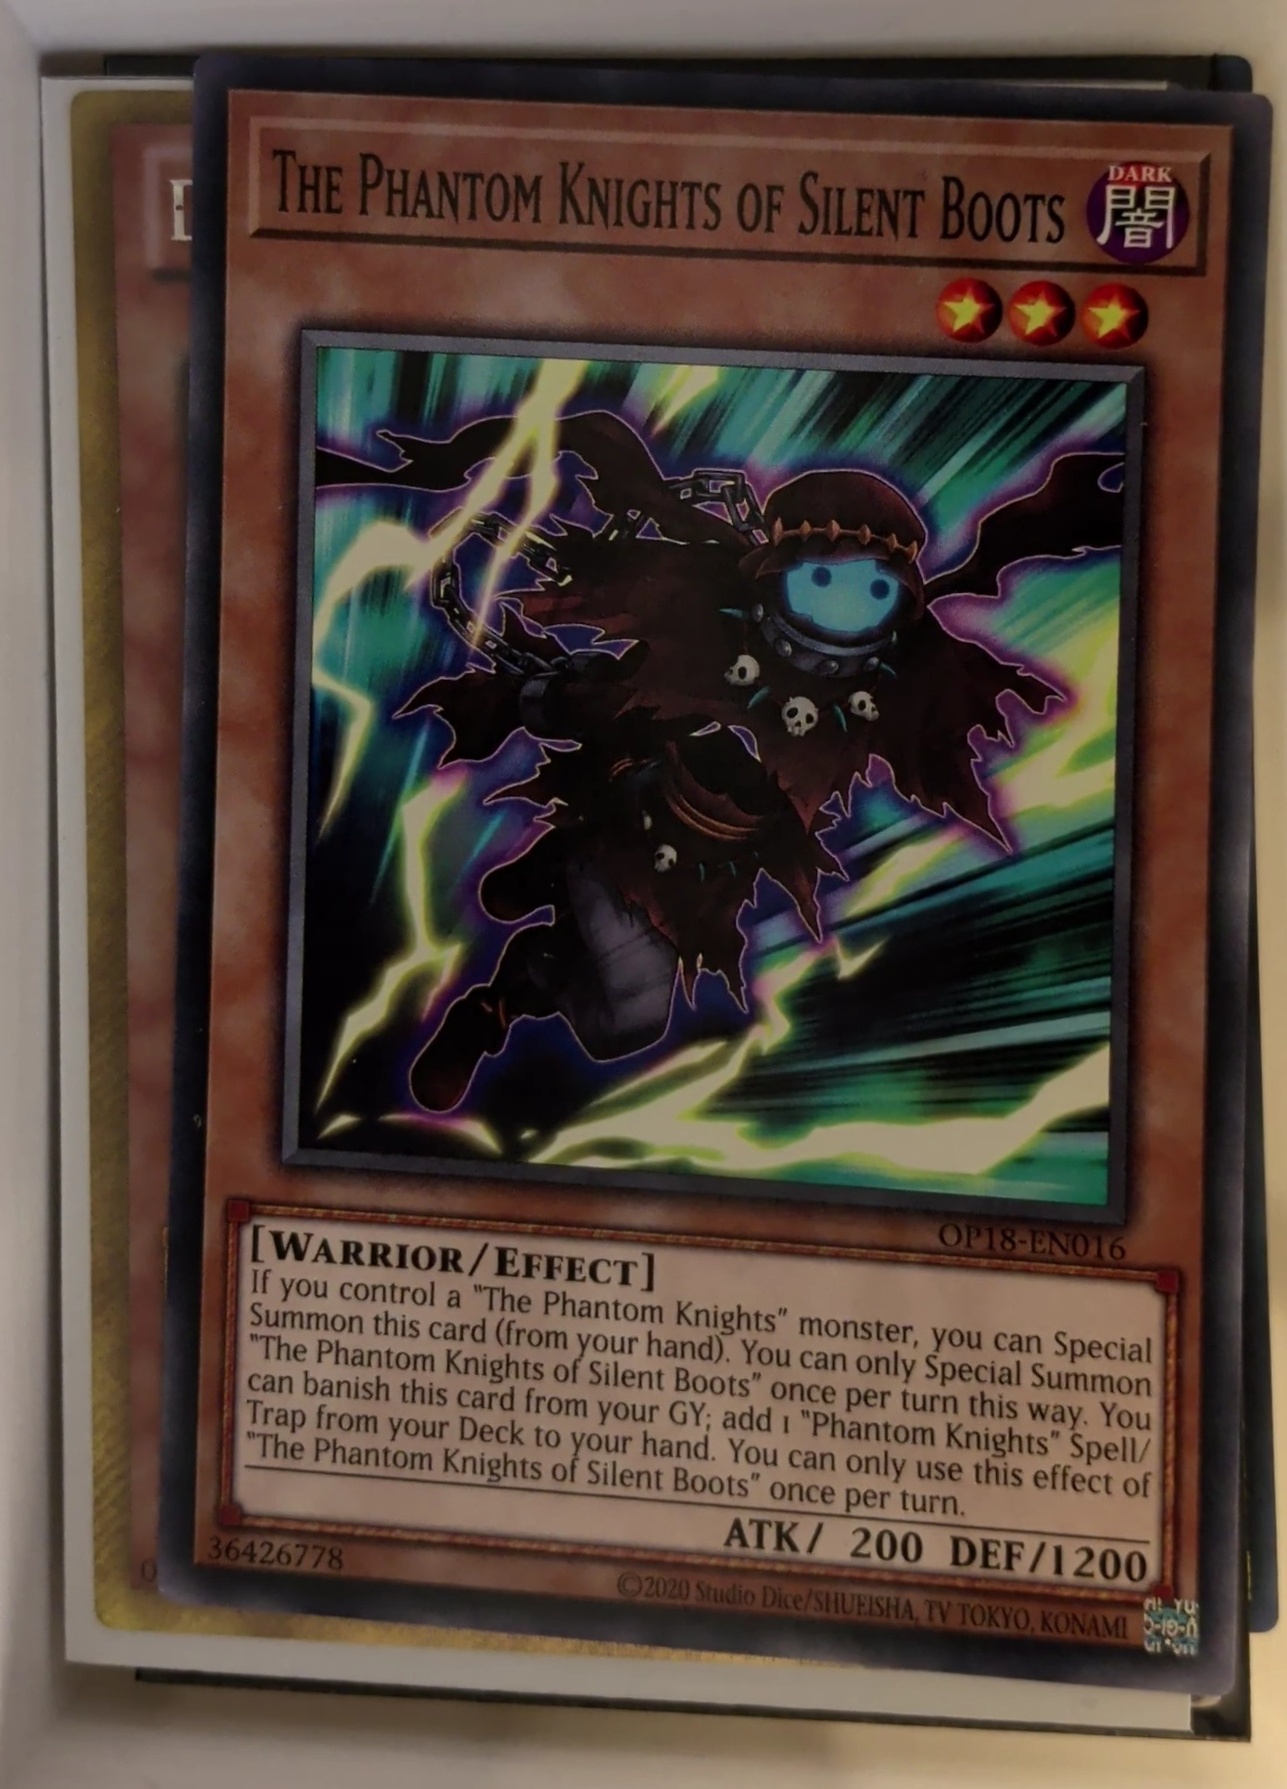 THE PHANTOM KNIGHTS OF SILENT BOOTS
DARK
闇
OP18-EN016
[WARRIOR/EFFECT]
If you control a "The Phantom Knights" monster, you can Special
Summon this card (from your hand). You can only Special Summon
"The Phantom Knights of Silent Boots" once per turn this way. You
can banish this card from your GY; add 1 "Phantom Knights" Spell/
Trap from your Deck to your hand. You can only use this effect of
"The Phantom Knights of Silent Boots" once per turn.
ATK/ 200 DEF/1200
36426778
©2020 Studio Dice/SHUEISHA, TV TOKYO, KONAMI